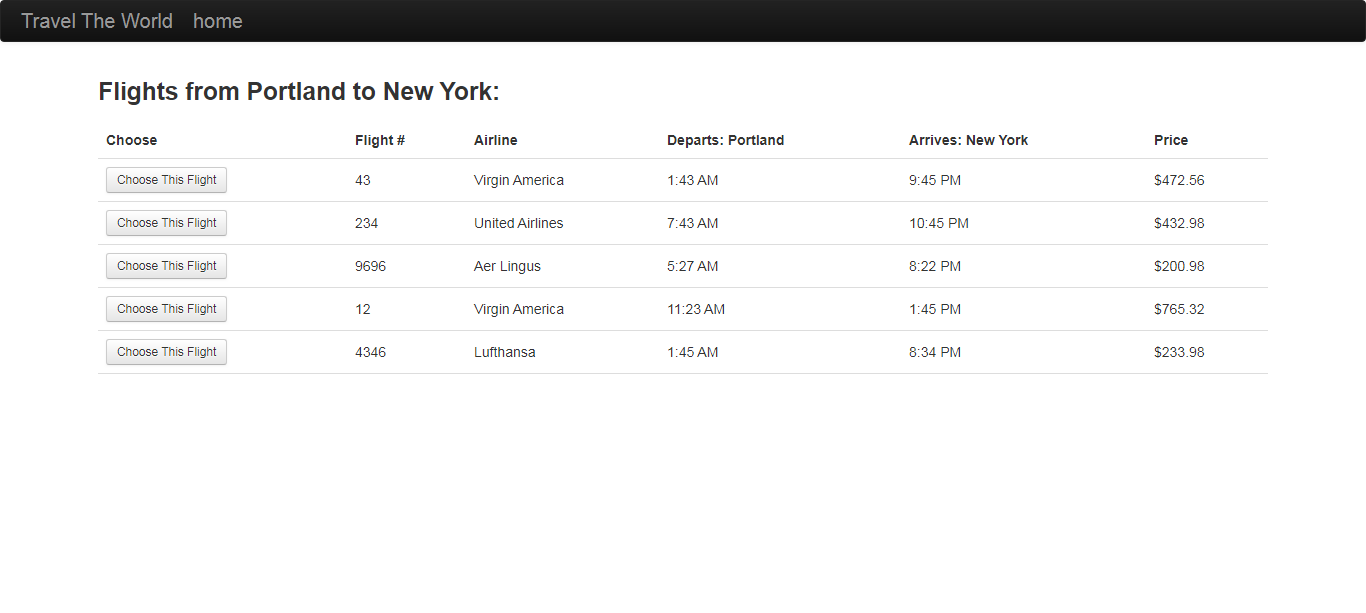 Travel The World home
Flights from Portland to New York:
Choose Flight # Airline Departs: Portland Arrives: New York Price
Choose This Flight 43 Virgin America 1:43 AM 9:45 PM $472.56
Choose This Flight 234 United Airlines 7:43 AM 10:45 PM $432.98
Choose This Flight 9696 Aer Lingus 5:27 AM 8:22 PM $200.98
Choose This Flight 12 Virgin America 11:23 AM 1:45 PM $765.32
Choose This Flight 4346 Lufthansa 1:45 AM 8:34 PM $233.98